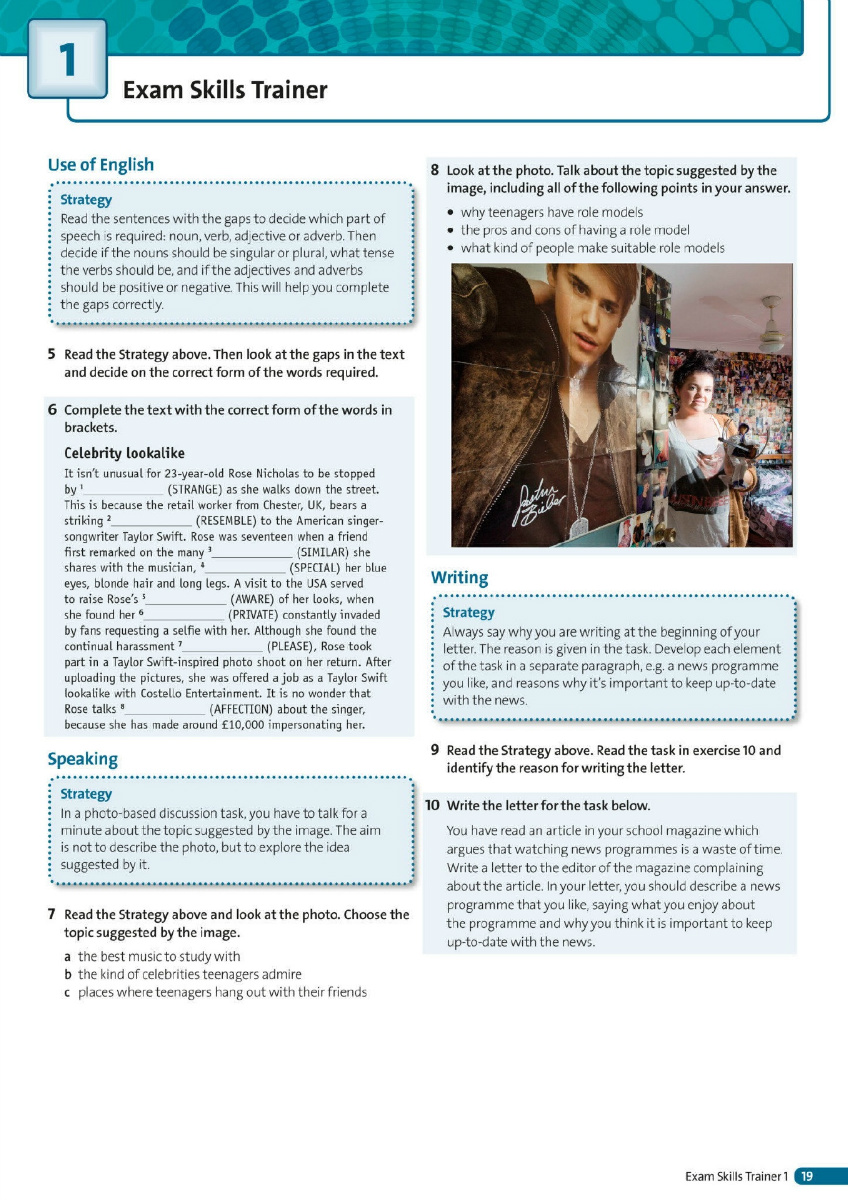 1
Exam Skills Trainer
Use of English
Strategy
Read the sentences with the gaps to decide which part of
speech is required: noun, verb, adjective or adverb. Then
decide if the nouns should be singular or plural, what tense
the verbs should be, and if the adjectives and adverbs
should be positive or negative. This will help you complete
the gaps correctly.
5 Read the Strategy above. Then look at the gaps in the text
and decide on the correct form of the words required.
6 Complete the text with the correct form of the words in
brackets.
Celebrity lookalike
It isn't unusual for 23-year-old Rose Nicholas to be stopped
by ¹____________ (STRANGE) as she walks down the street.
This is because the retail worker from Chester, UK, bears a
striking ²____________ (RESEMBLE) to the American singer-
songwriter Taylor Swift. Rose was seventeen when a friend
first remarked on the many ³____________ (SIMILAR) she
shares with the musician, ⁴____________ (SPECIAL) her blue
eyes, blonde hair and long legs. A visit to the USA served
to raise Rose's ⁵____________ (AWARE) of her looks, when
she found her ⁶____________ (PRIVATE) constantly invaded
by fans requesting a selfie with her. Although she found the
continual harassment ⁷____________ (PLEASE), Rose took
part in a Taylor Swift-inspired photo shoot on her return. After
uploading the pictures, she was offered a job as a Taylor Swift
lookalike with Costello Entertainment. It is no wonder that
Rose talks ⁸____________ (AFFECTION) about the singer,
because she has made around £10,000 impersonating her.
Speaking
Strategy
In a photo-based discussion task, you have to talk for a
minute about the topic suggested by the image. The aim
is not to describe the photo, but to explore the idea
suggested by it.
7 Read the Strategy above and look at the photo. Choose the
topic suggested by the image.
a the best music to study with
b the kind of celebrities teenagers admire
c places where teenagers hang out with their friends
8 Look at the photo. Talk about the topic suggested by the
image, including all of the following points in your answer.
• why teenagers have role models
• the pros and cons of having a role model
• what kind of people make suitable role models
Justin
Bieber
Writing
Strategy
Always say why you are writing at the beginning of your
letter. The reason is given in the task. Develop each element
of the task in a separate paragraph, e.g. a news programme
you like, and reasons why it's important to keep up-to-date
with the news.
9 Read the Strategy above. Read the task in exercise 10 and
identify the reason for writing the letter.
10 Write the letter for the task below.
You have read an article in your school magazine which
argues that watching news programmes is a waste of time.
Write a letter to the editor of the magazine complaining
about the article. In your letter, you should describe a news
programme that you like, saying what you enjoy about
the programme and why you think it is important to keep
up-to-date with the news.
Exam Skills Trainer 1 19